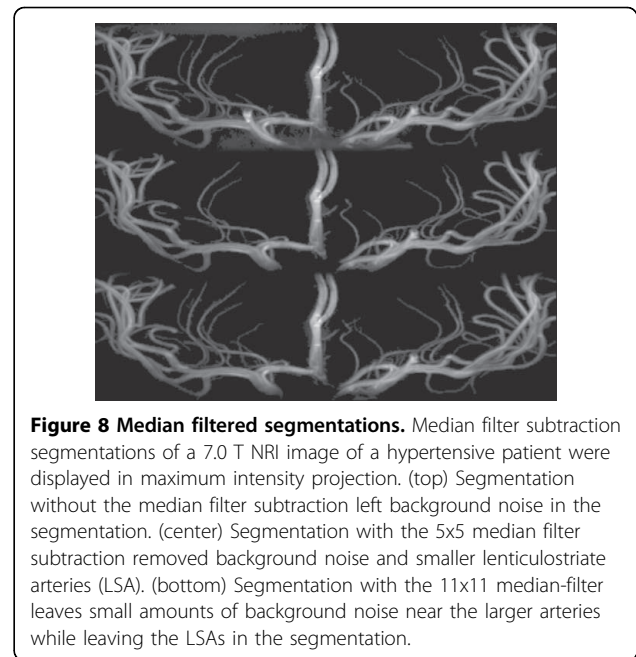 Figure 8 Median filtered segmentations. Median filter subtraction
segmentations of a 7.0 T NRI image of a hypertensive patient were
displayed in maximum intensity projection. (top) Segmentation
without the median filter subtraction left background noise in the
segmentation. (center) Segmentation with the 5x5 median filter
subtraction removed background noise and smaller lenticulostriate
arteries (LSA). (bottom) Segmentation with the 11x11 median-filter
leaves small amounts of background noise near the larger arteries
while leaving the LSAs in the segmentation.